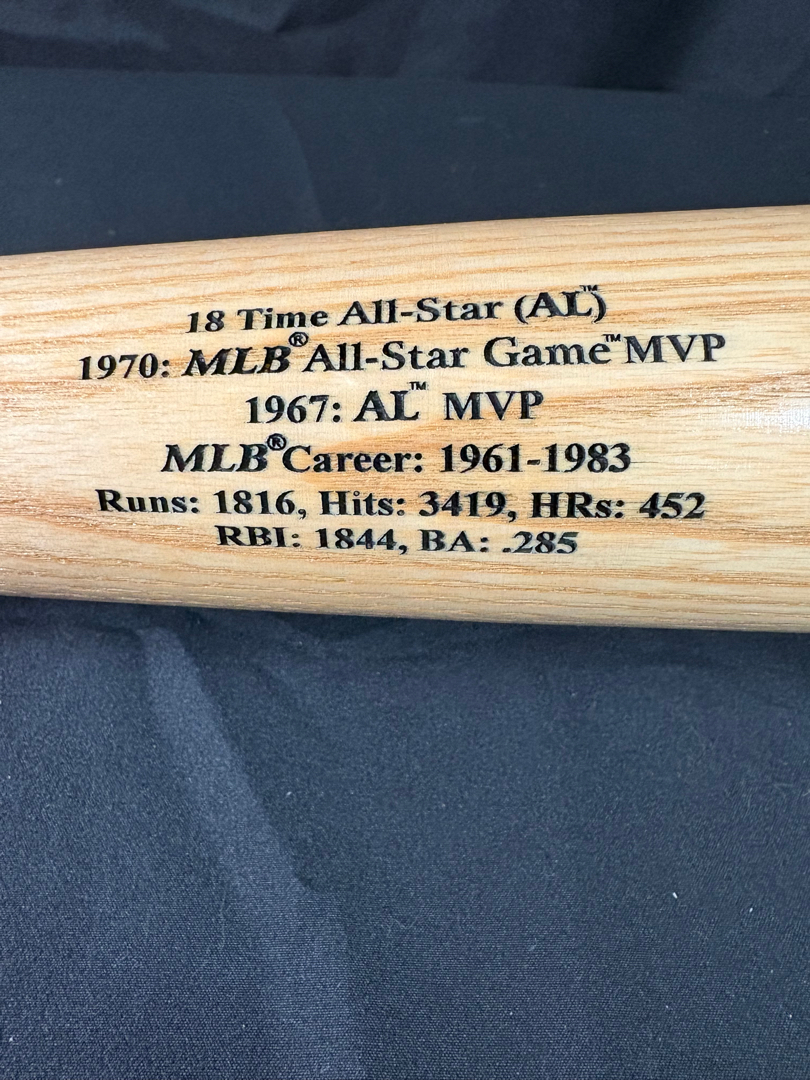 18 Time All-Star (AL™)
1970: MLB® All-Star Game™ MVP
1967: AL™ MVP
MLB® Career: 1961-1983
Runs: 1816, Hits: 3419, HRs: 452
RBI: 1844, BA: .285